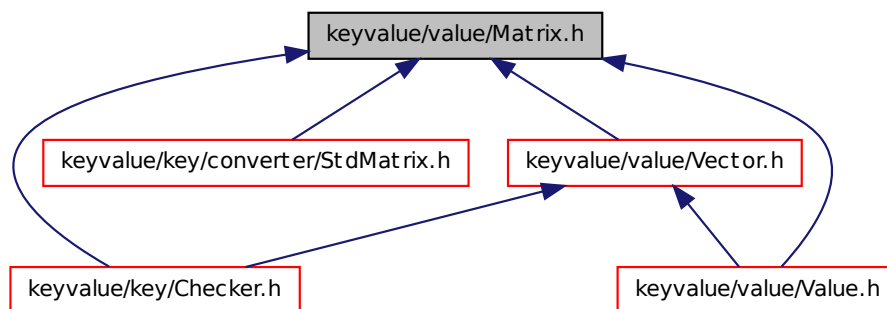 keyvalue/value/Matrix.h
keyvalue/key/converter/StdMatrix.h
keyvalue/value/Vector.h
keyvalue/key/Checker.h
keyvalue/value/Value.h